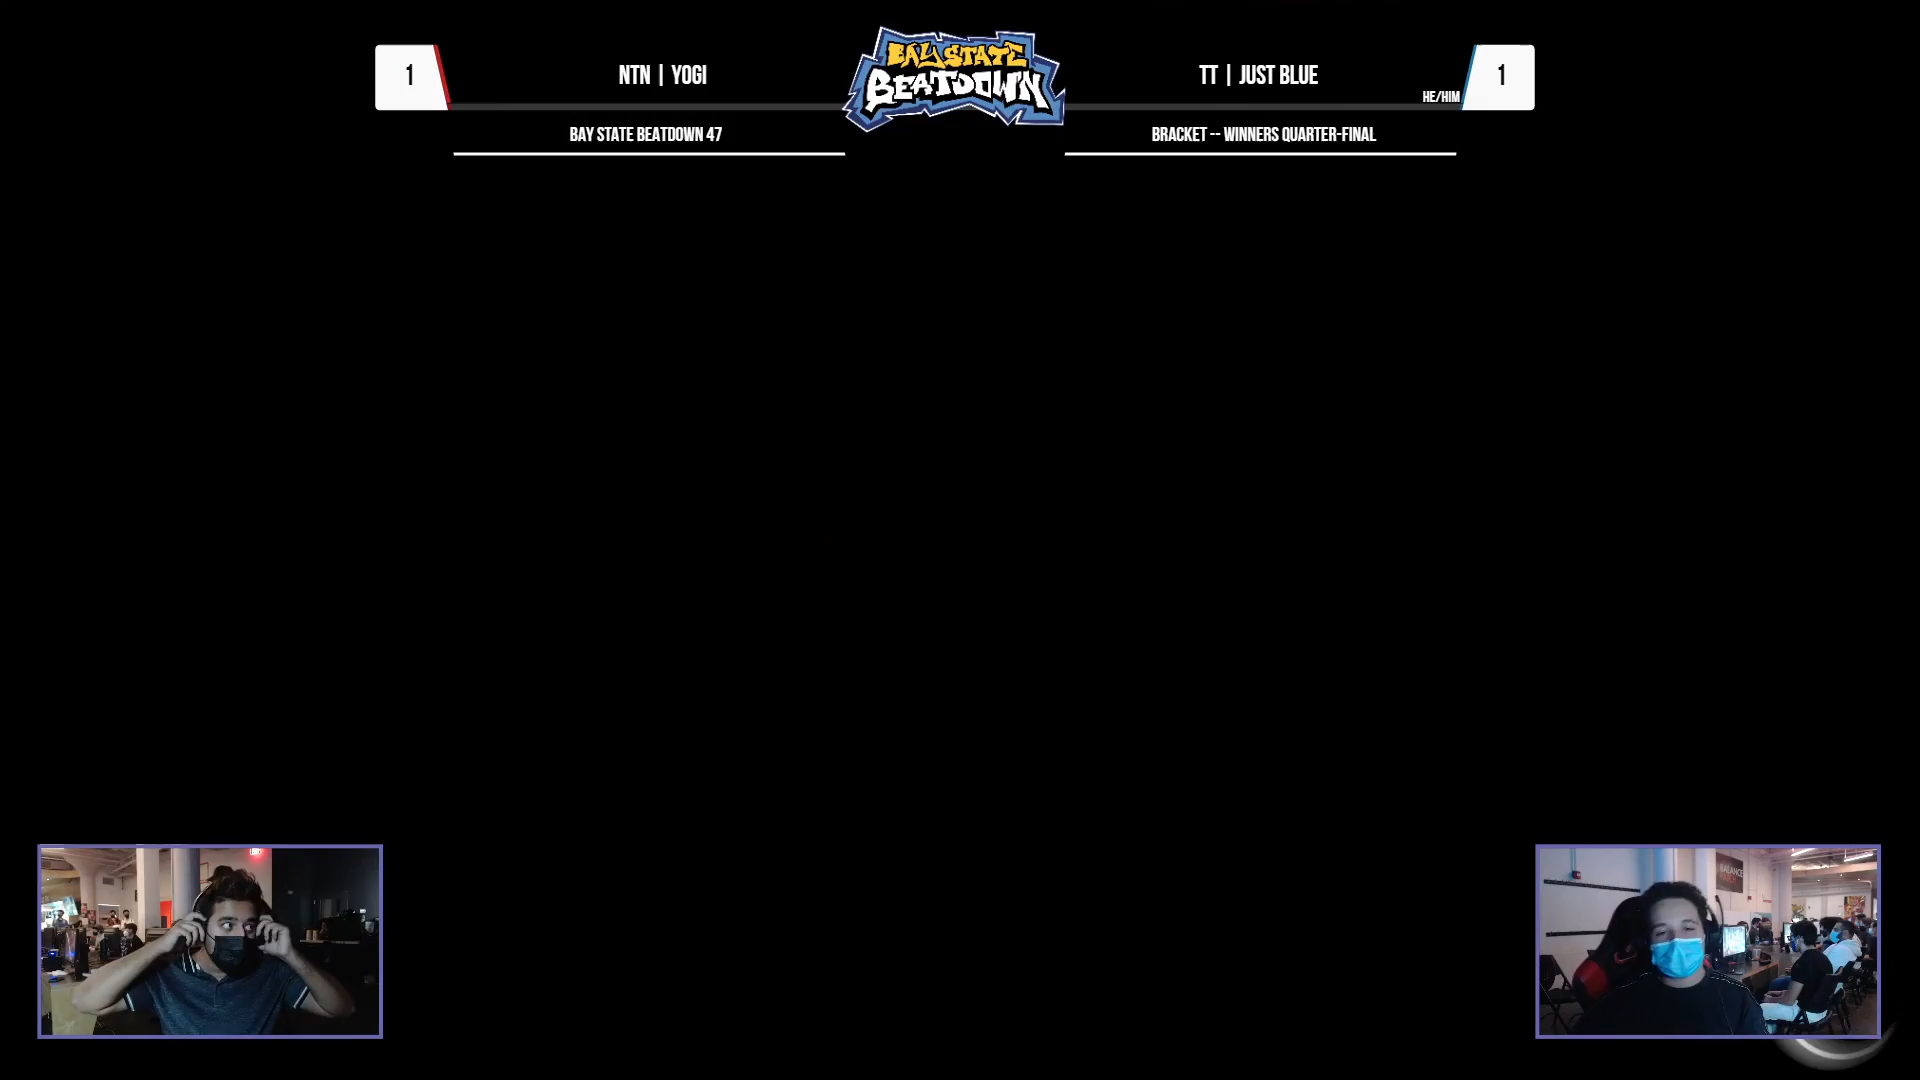 1
NTN | YOGI
BAY STATE
BEATDOWN
TT | JUST BLUE
HE/HIM
1
BAY STATE BEATDOWN 47
BRACKET -- WINNERS QUARTER-FINAL
BALANCE